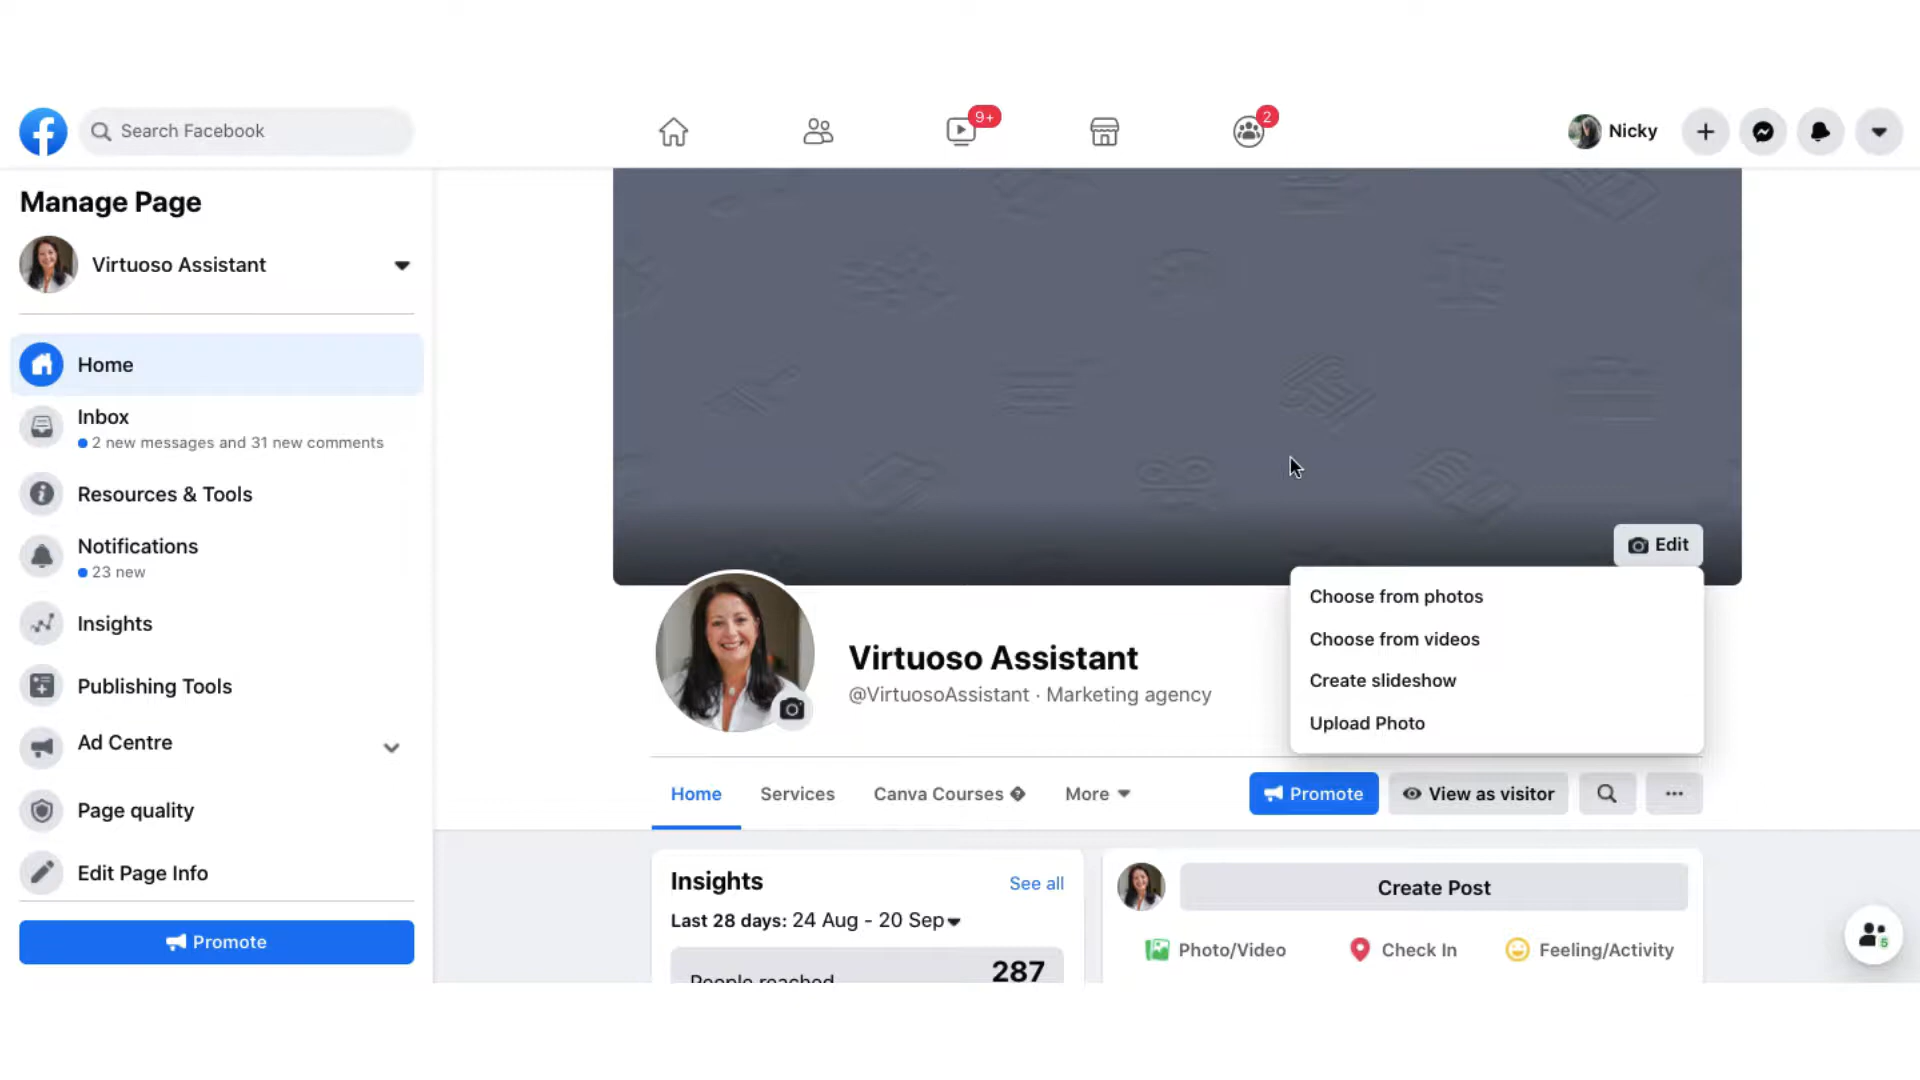 Search Facebook
9+
2
Nicky
Manage Page
Virtuoso Assistant
Home
Inbox
2 new messages and 31 new comments
Resources & Tools
Notifications
23 new
Insights
Publishing Tools
Ad Centre
Page quality
Edit Page Info
Promote
Edit
Choose from photos
Choose from videos
Create slideshow
Upload Photo
Virtuoso Assistant
@VirtuosoAssistant · Marketing agency
Home
Services
Canva Courses
More
Promote
View as visitor
Insights
See all
Last 28 days: 24 Aug - 20 Sep
People reached
287
Create Post
Photo/Video
Check In
Feeling/Activity
5